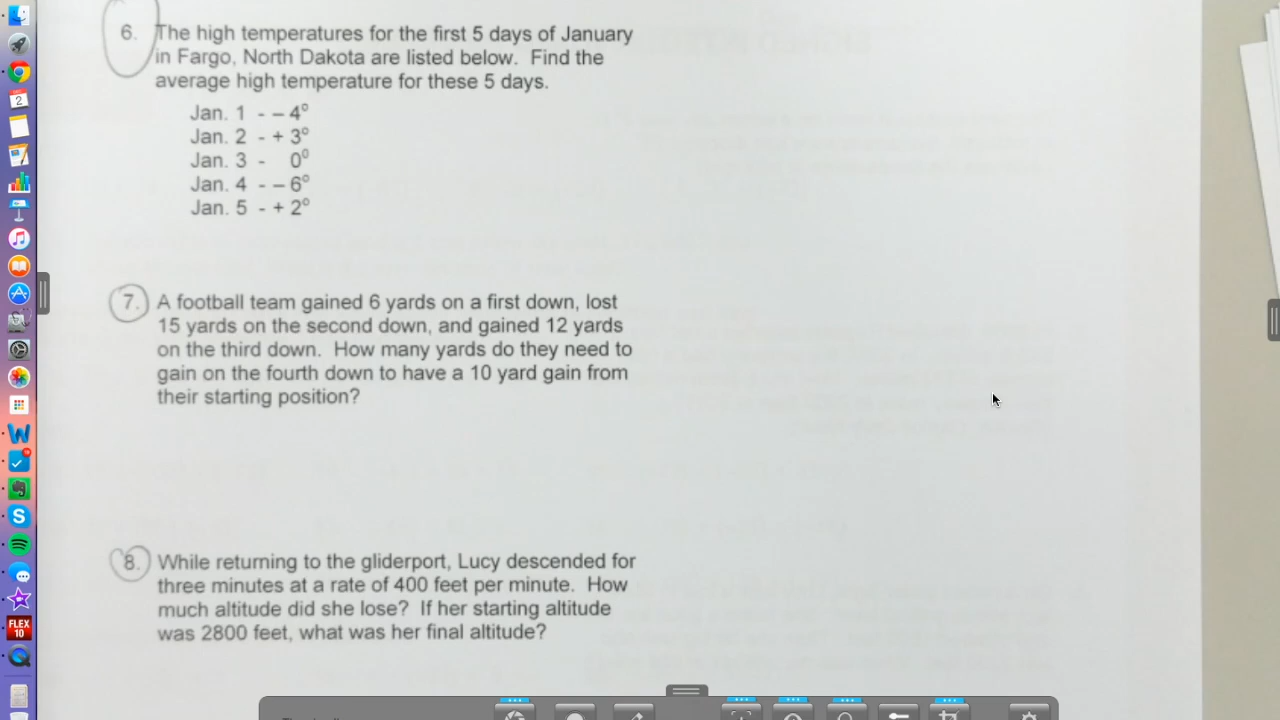 6. The high temperatures for the first 5 days of January
in Fargo, North Dakota are listed below. Find the
average high temperature for these 5 days.
Jan. 1 - – 4°
Jan. 2 - + 3°
Jan. 3 - 0°
Jan. 4 - – 6°
Jan. 5 - + 2°
7. A football team gained 6 yards on a first down, lost
15 yards on the second down, and gained 12 yards
on the third down. How many yards do they need to
gain on the fourth down to have a 10 yard gain from
their starting position?
8. While returning to the gliderport, Lucy descended for
three minutes at a rate of 400 feet per minute. How
much altitude did she lose? If her starting altitude
was 2800 feet, what was her final altitude?
2
W
S
FLEX
10